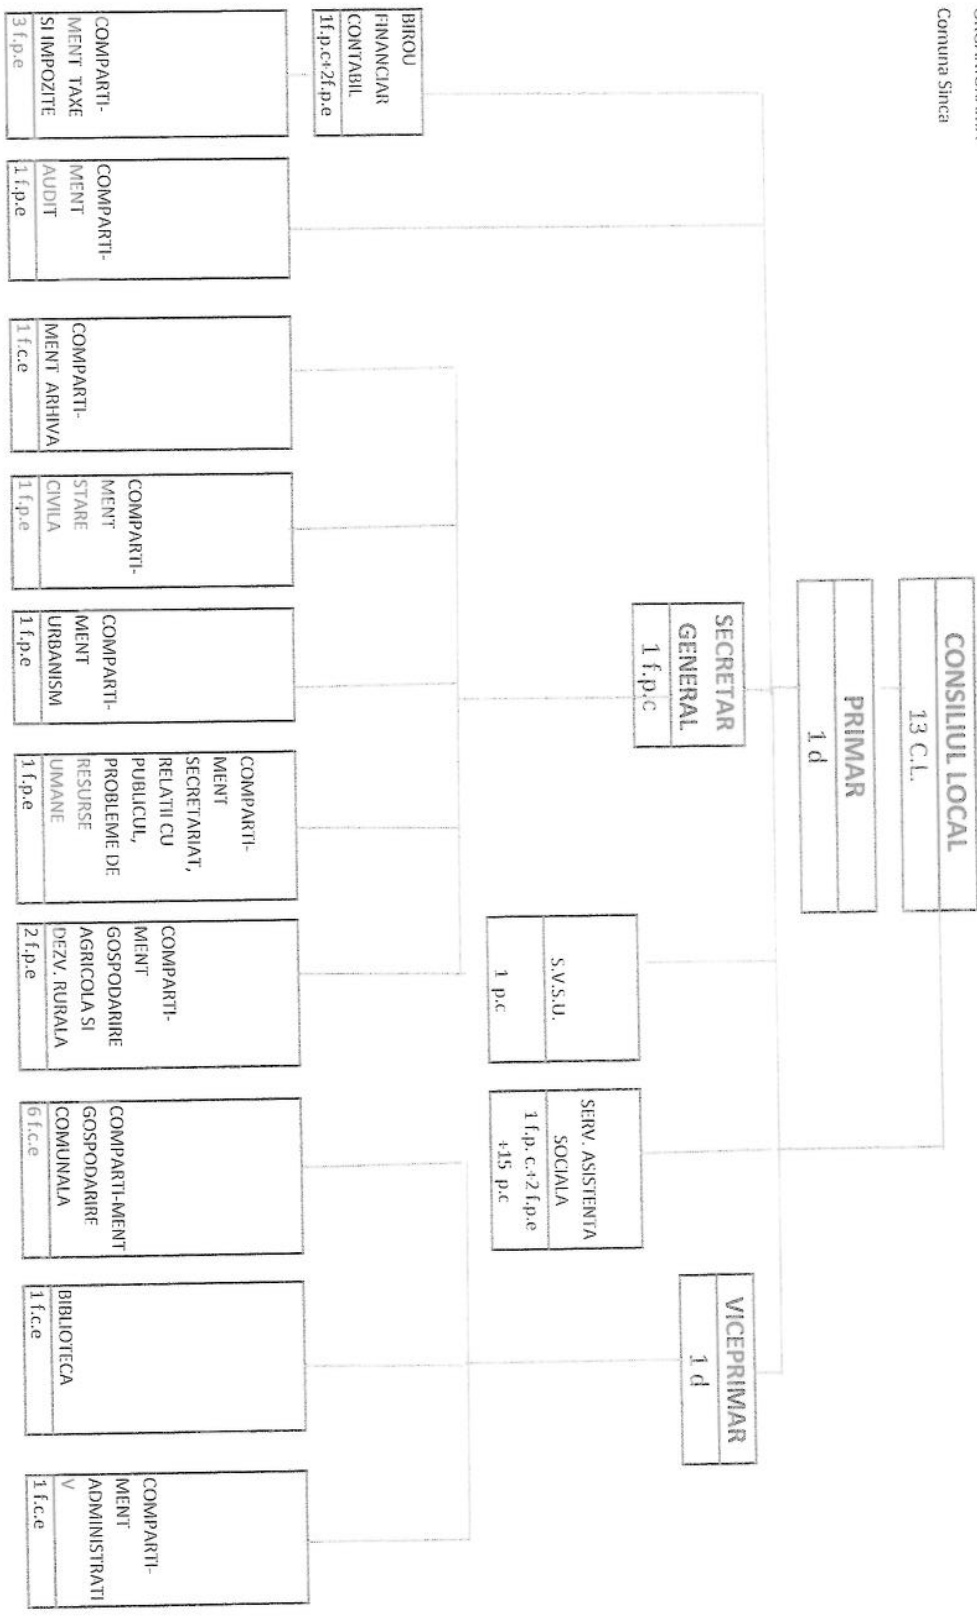 Comuna Sinca
CONSILIUL LOCAL
13 C.L.
PRIMAR
1 d
SECRETAR
GENERAL
1 f.p.c
VICEPRIMAR
1 d
S.V.S.U.
1 p.c
SERV. ASISTENTA
SOCIALA
1 f.p. c.+2 f.p.e
+15 p.c
BIROU
FINANCIAR
CONTABIL
1f.p.c+2f.p.e
COMPARTI-
MENT TAXE
SI IMPOZITE
3 f.p.e
COMPARTI-
MENT
AUDIT
1 f.p.e
COMPARTI-
MENT ARHIVA
1 f.c.e
COMPARTI-
MENT
STARE
CIVILA
1 f.p.e
COMPARTI-
MENT
URBANISM
1 f.p.e
COMPARTI-
MENT
SECRETARIAT,
RELATII CU
PUBLICUL,
PROBLEME DE
RESURSE
UMANE
1 f.p.e
COMPARTI-
MENT
GOSPODARIRE
AGRICOLA SI
DEZV. RURALA
2 f.p.e
COMPARTI-MENT
GOSPODARIRE
COMUNALA
6 f.c.e
BIBLIOTECA
1 f.c.e
COMPARTI-
MENT
ADMINISTRATI
V
1 f.c.e